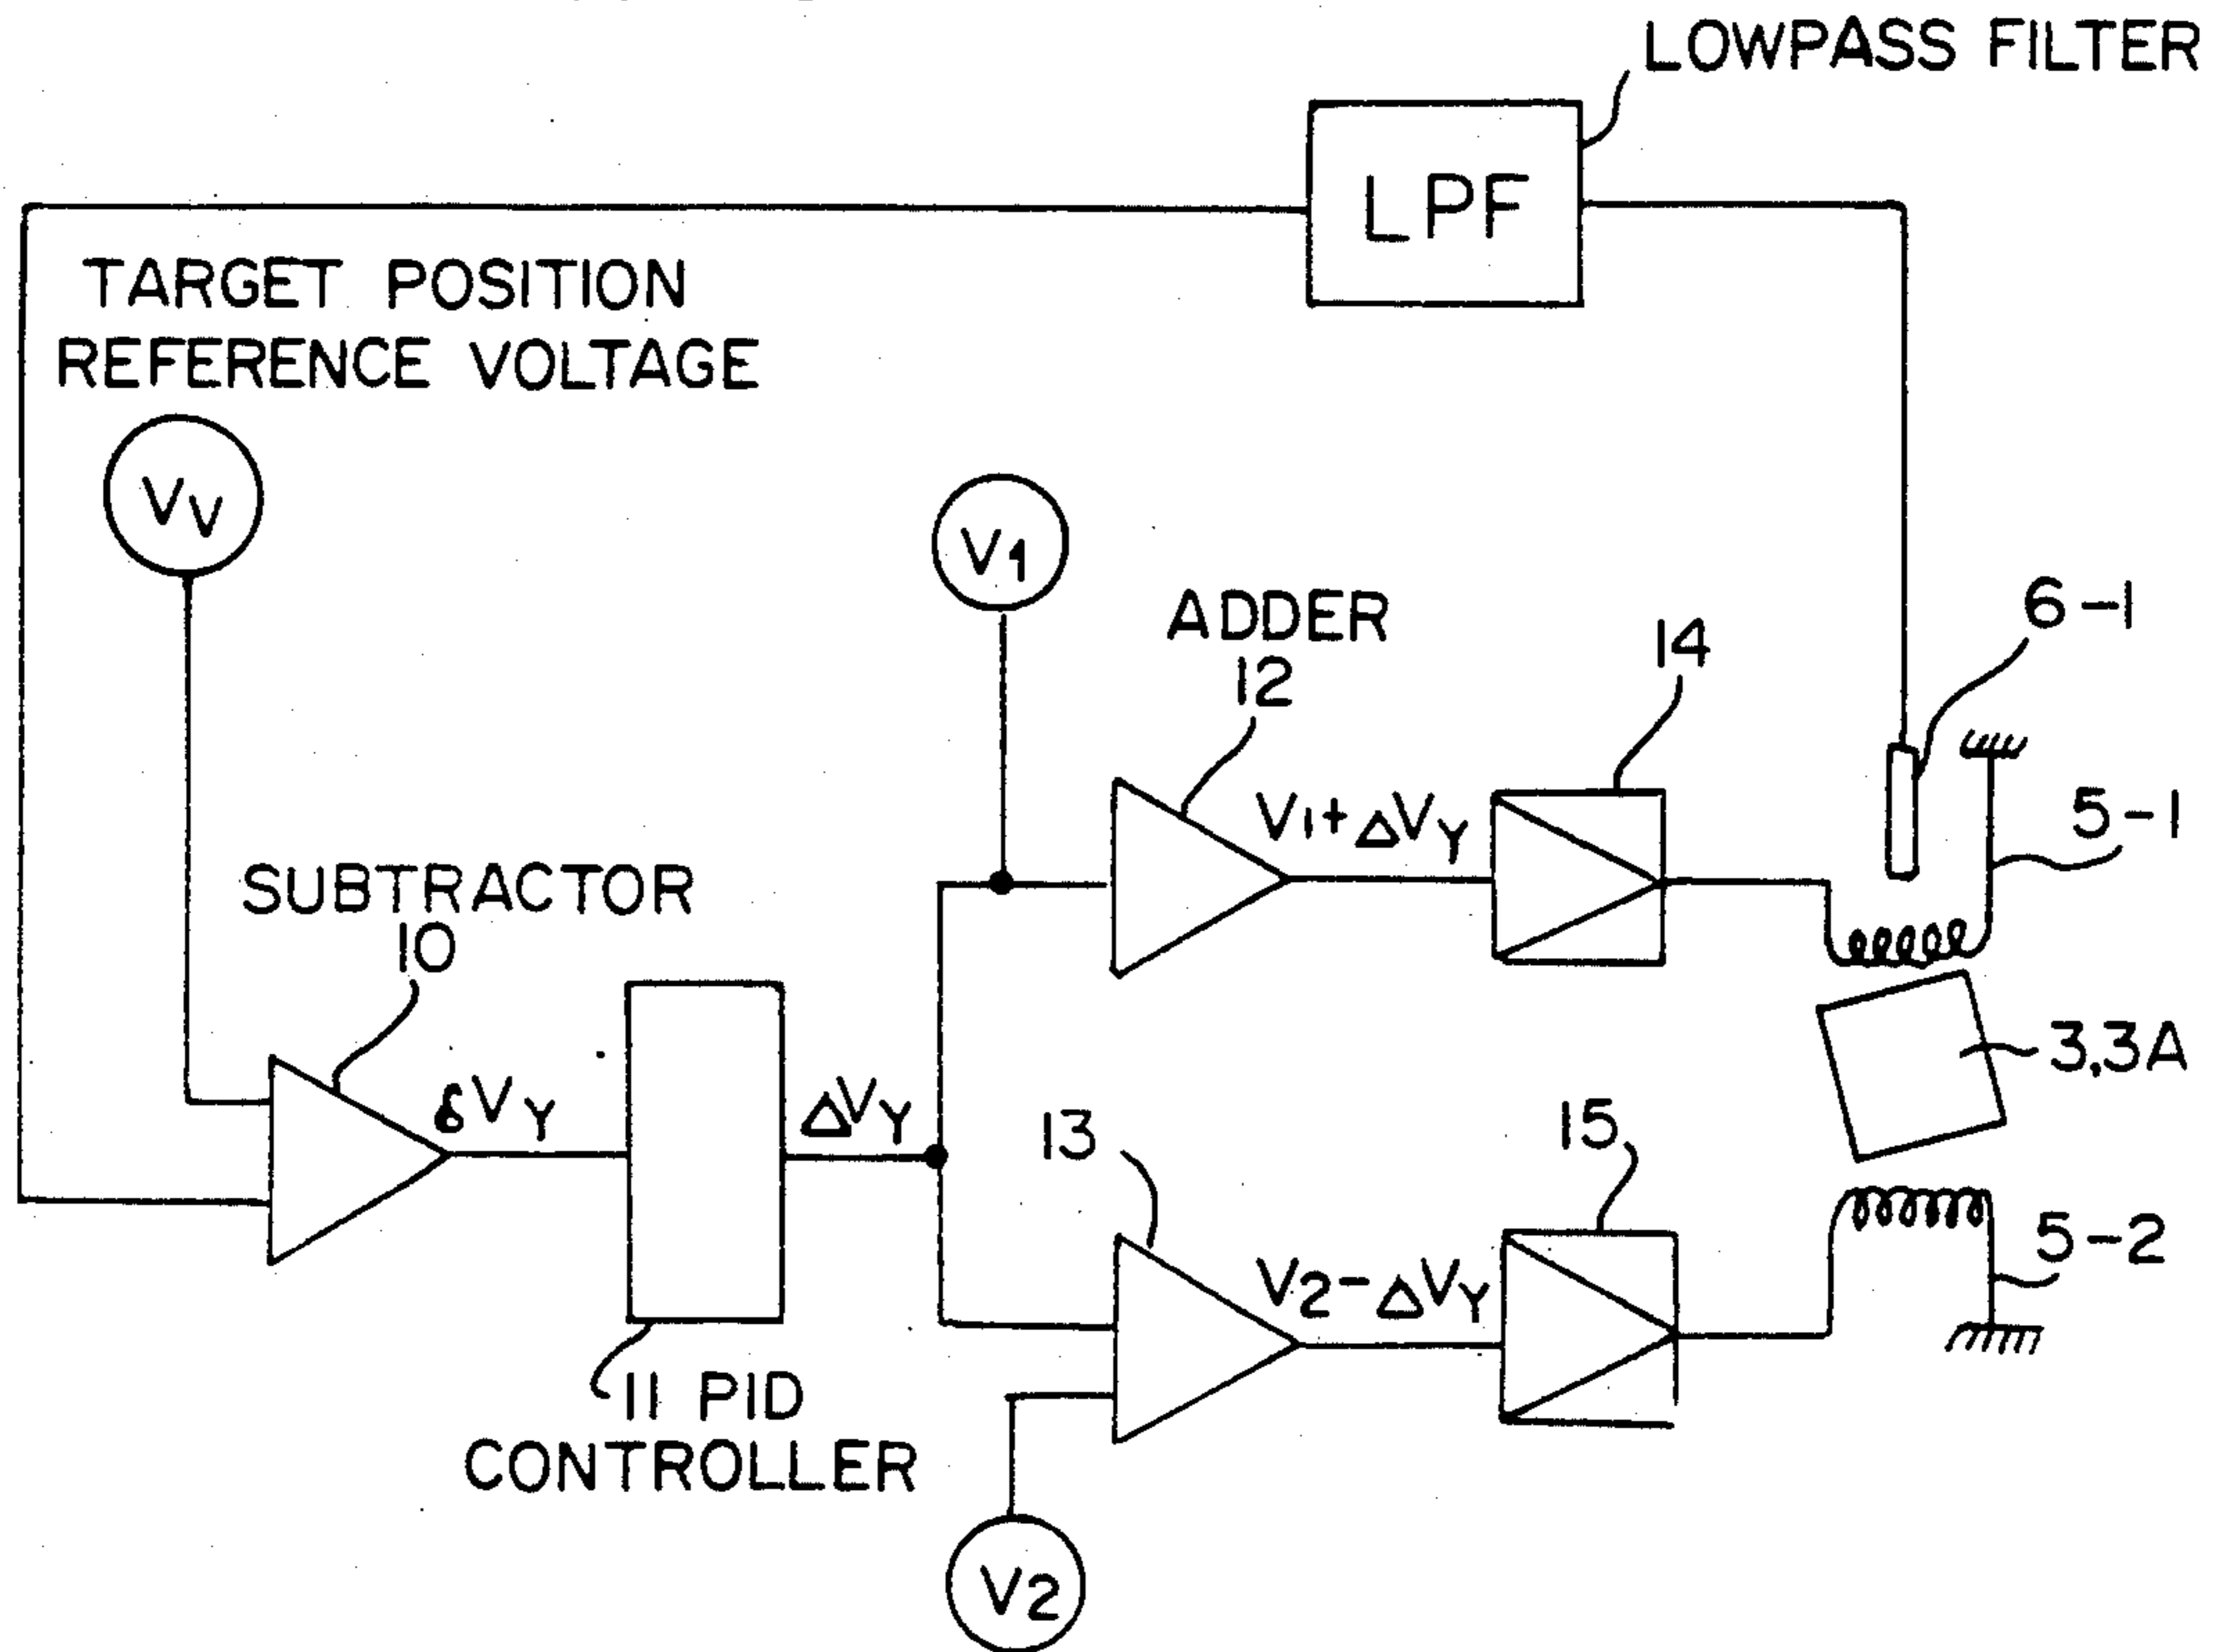 LOWPASS FILTER
LPF
TARGET POSITION
REFERENCE VOLTAGE
VV
V1
ADDER
12
14
6-1
V1+ΔVY
5-1
SUBTRACTOR
10
δVY
ΔVY
3,3A
13
15
V2-ΔVY
5-2
11 PID
CONTROLLER
V2